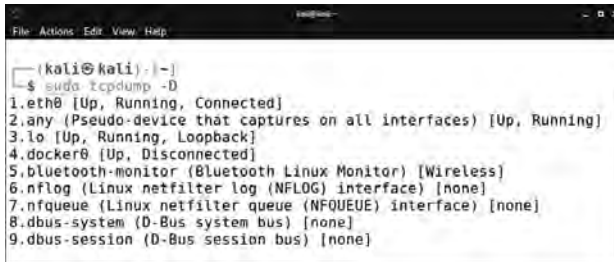 File Actions Edit View Help
(kali㉿kali)-[~]
$ sudo tcpdump -D
1.eth0 [Up, Running, Connected]
2.any (Pseudo-device that captures on all interfaces) [Up, Running]
3.lo [Up, Running, Loopback]
4.docker0 [Up, Disconnected]
5.bluetooth-monitor (Bluetooth Linux Monitor) [Wireless]
6.nflog (Linux netfilter log (NFLOG) interface) [none]
7.nfqueue (Linux netfilter queue (NFQUEUE) interface) [none]
8.dbus-system (D-Bus system bus) [none]
9.dbus-session (D-Bus session bus) [none]